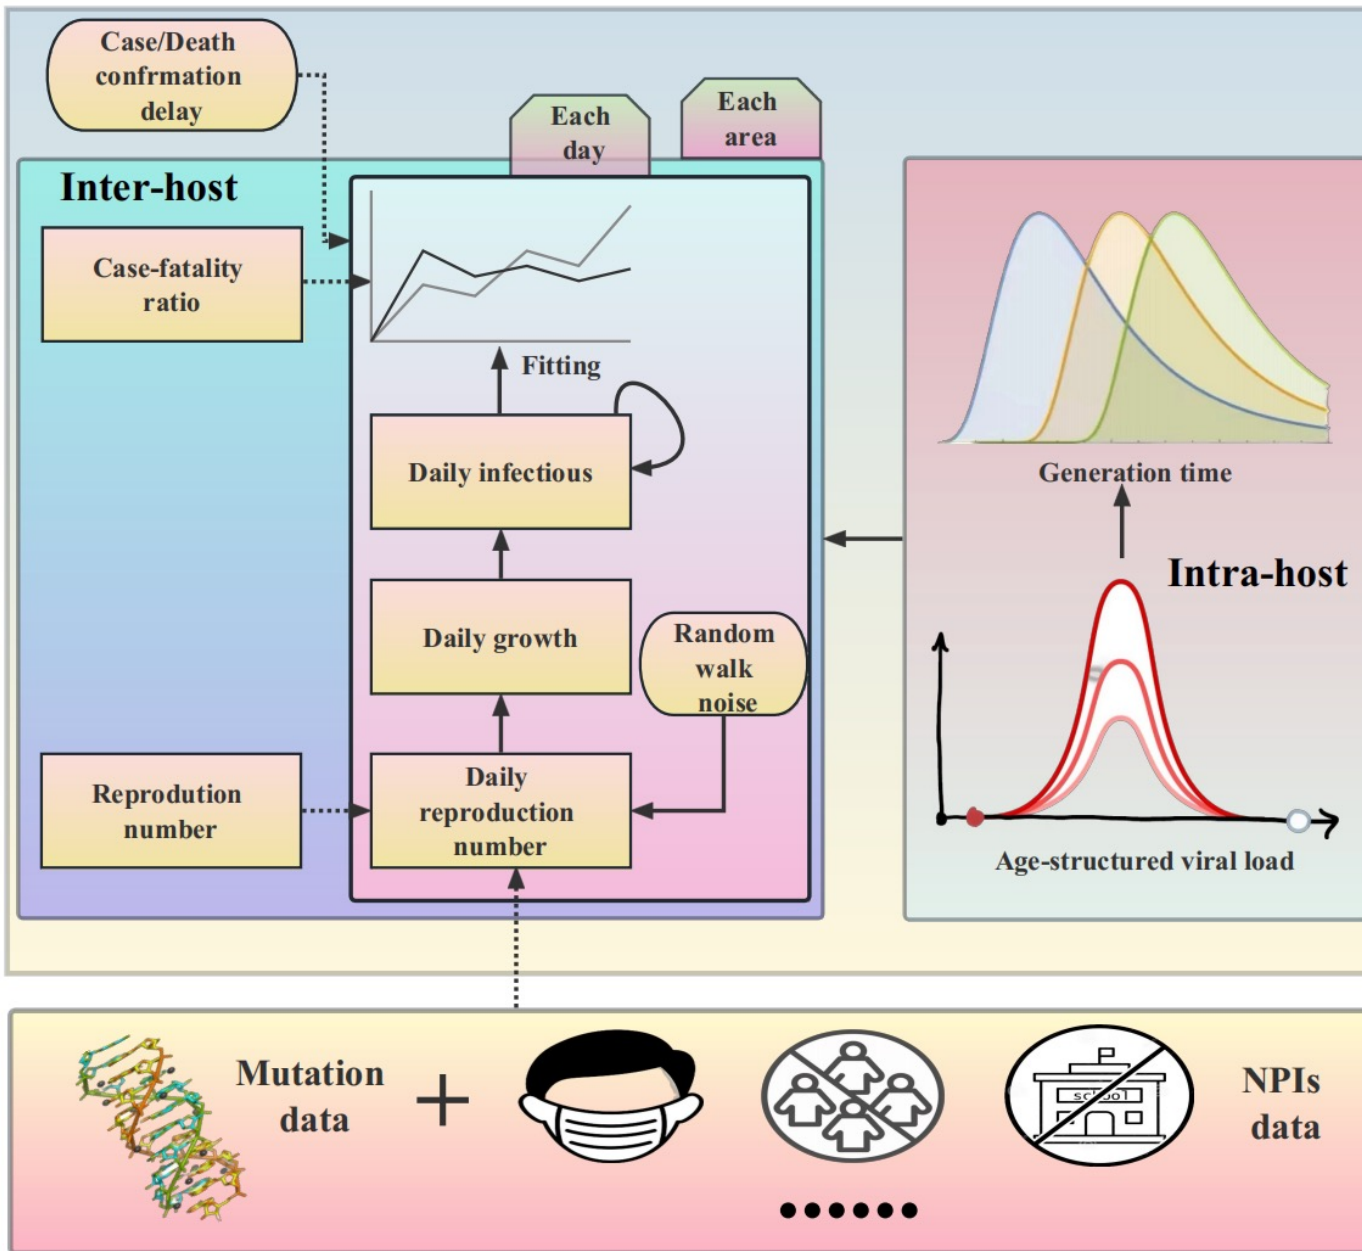 Case/Death
confrmation
delay
Each
day
Each
area
Inter-host
Case-fatality
ratio
Fitting
Daily infectious
Daily growth
Random
walk
noise
Reprodution
number
Daily
reproduction
number
Generation time
Intra-host
Age-structured viral load
Mutation
data
+
school
NPIs
data
......